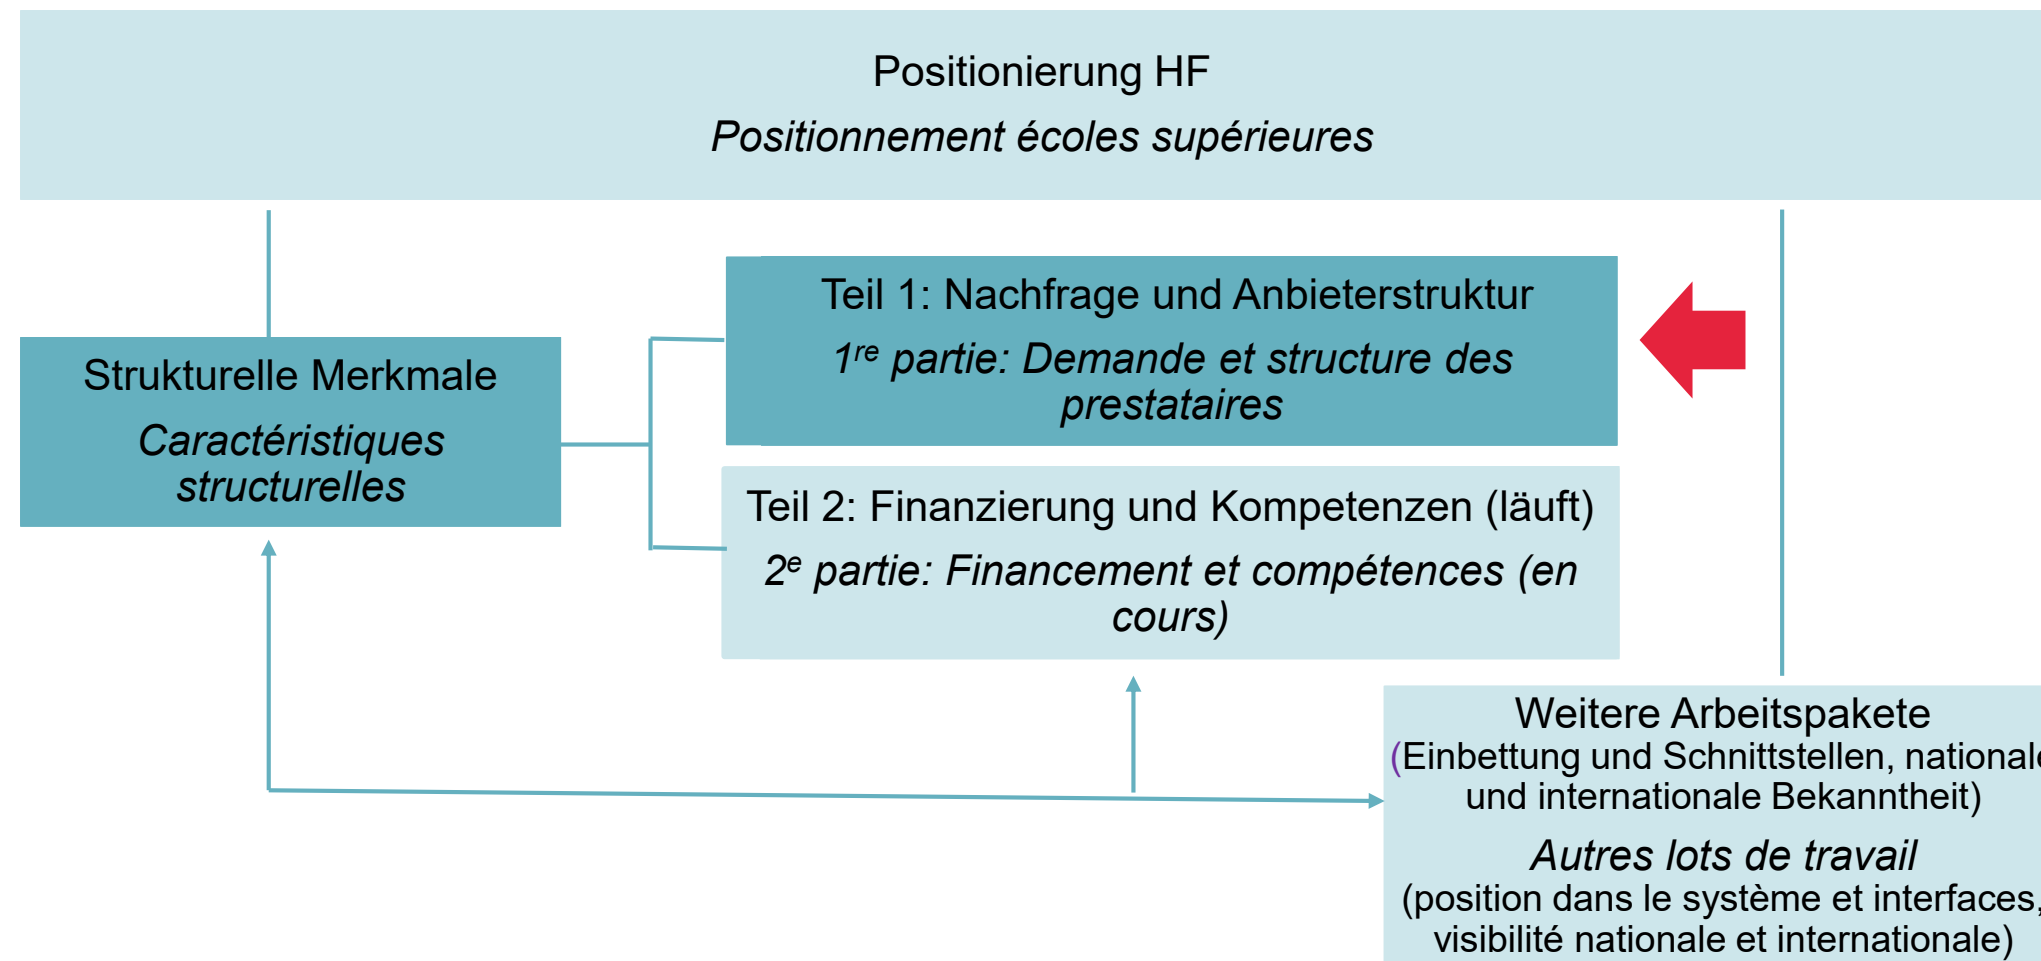 Positionierung HF
Positionnement écoles supérieures
Teil 1: Nachfrage und Anbieterstruktur
1re partie: Demande et structure des
prestataires
Strukturelle Merkmale
Caractéristiques
structurelles
Teil 2: Finanzierung und Kompetenzen (läuft)
2e partie: Financement et compétences (en
cours)
Weitere Arbeitspakete
(Einbettung und Schnittstellen, nationale
und internationale Bekanntheit)
Autres lots de travail
(position dans le système et interfaces,
visibilité nationale et internationale)